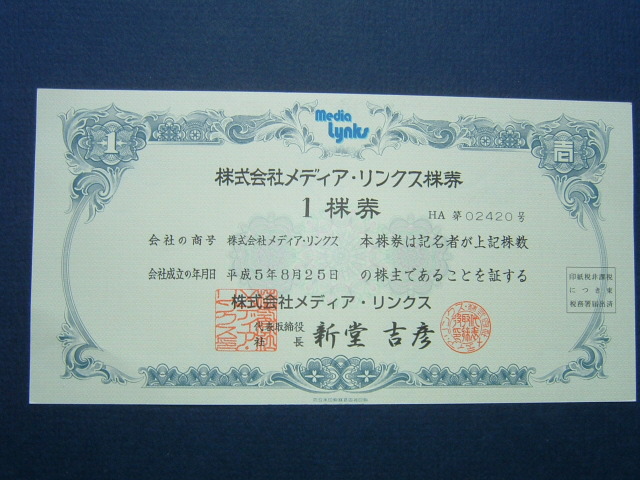 Media
Lynks
1
壱
株式会社メディア・リンクス株券
1株券
HA 第02420号
会社の商号 株式会社メディア・リンクス 本株券は記名者が上記株数
会社成立の年月日 平成5年8月25日 の株主であることを証する
株式会社メディア・リンクス
代表取締役
社長 新堂吉彦
印紙税非課税
につき東
税務署届出済